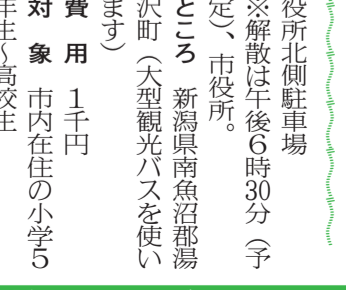 役所北側駐車場
※解散は午後6時30分（予
定）、市役所。
ところ　新潟県南魚沼郡湯
沢町（大型観光バスを使い
ます）
費　用　1千円
対　象　市内在住の小学5
年生～高校生